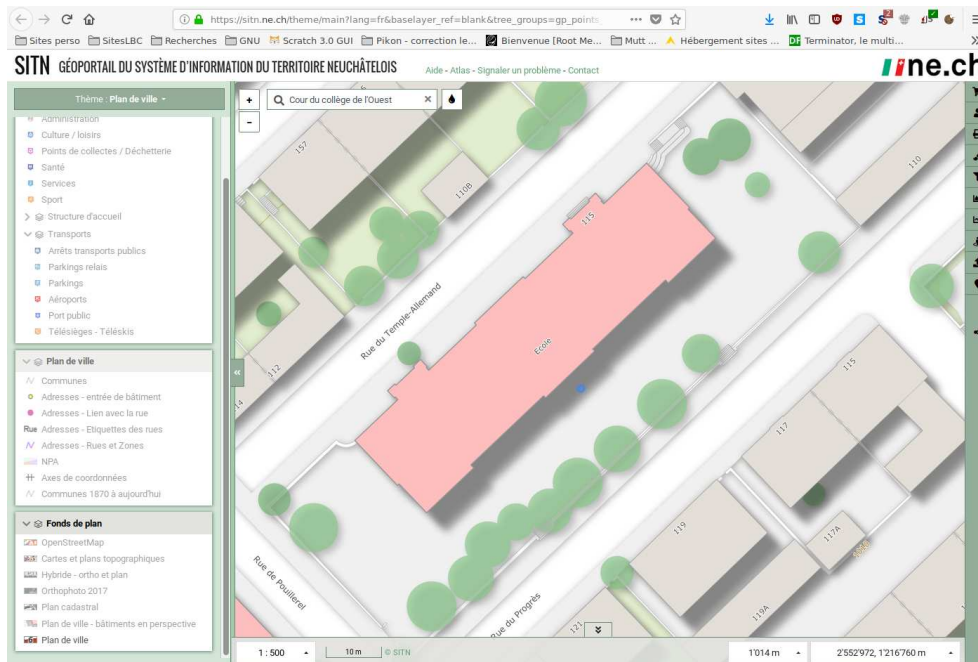 https://sitn.ne.ch/theme/main?lang=fr&baselayer_ref=blank&tree_groups=gp_points
Sites perso SitesLBC Recherches GNU Scratch 3.0 GUI Pikon - correction le... Bienvenue [Root Me... Mutt ... Hébergement sites ... DF Terminator, le multi...
SITN GÉOPORTAIL DU SYSTÈME D'INFORMATION DU TERRITOIRE NEUCHÂTELOIS Aide - Atlas - Signaler un problème - Contact ne.ch
Thème : Plan de ville
+ Cour du collège de l'Ouest ×
-
Administration
Culture / loisirs
Points de collectes / Déchetterie
Santé
Services
Sport
Structure d'accueil
Transports
Arrêts transports publics
Parkings relais
Parkings
Aéroports
Port public
Télésièges - Téléskis
Plan de ville
Communes
Adresses - entrée de bâtiment
Adresses - Lien avec la rue
Rue Adresses - Etiquettes des rues
Adresses - Rues et Zones
NPA
Axes de coordonnées
Communes 1870 à aujourd'hui
Fonds de plan
OpenStreetMap
Cartes et plans topographiques
Hybride - ortho et plan
Orthophoto 2017
Plan cadastral
Plan de ville - bâtiments en perspective
Plan de ville
157
110B
110
115
Rue du Temple-Allemand
Ecole
112
14
115
117
119
117A
119A
121
Rue de Pouillerel
Rue du Progrès
1 : 500 10 m © SITN 1'014 m 2'552'972, 1'216'760 m